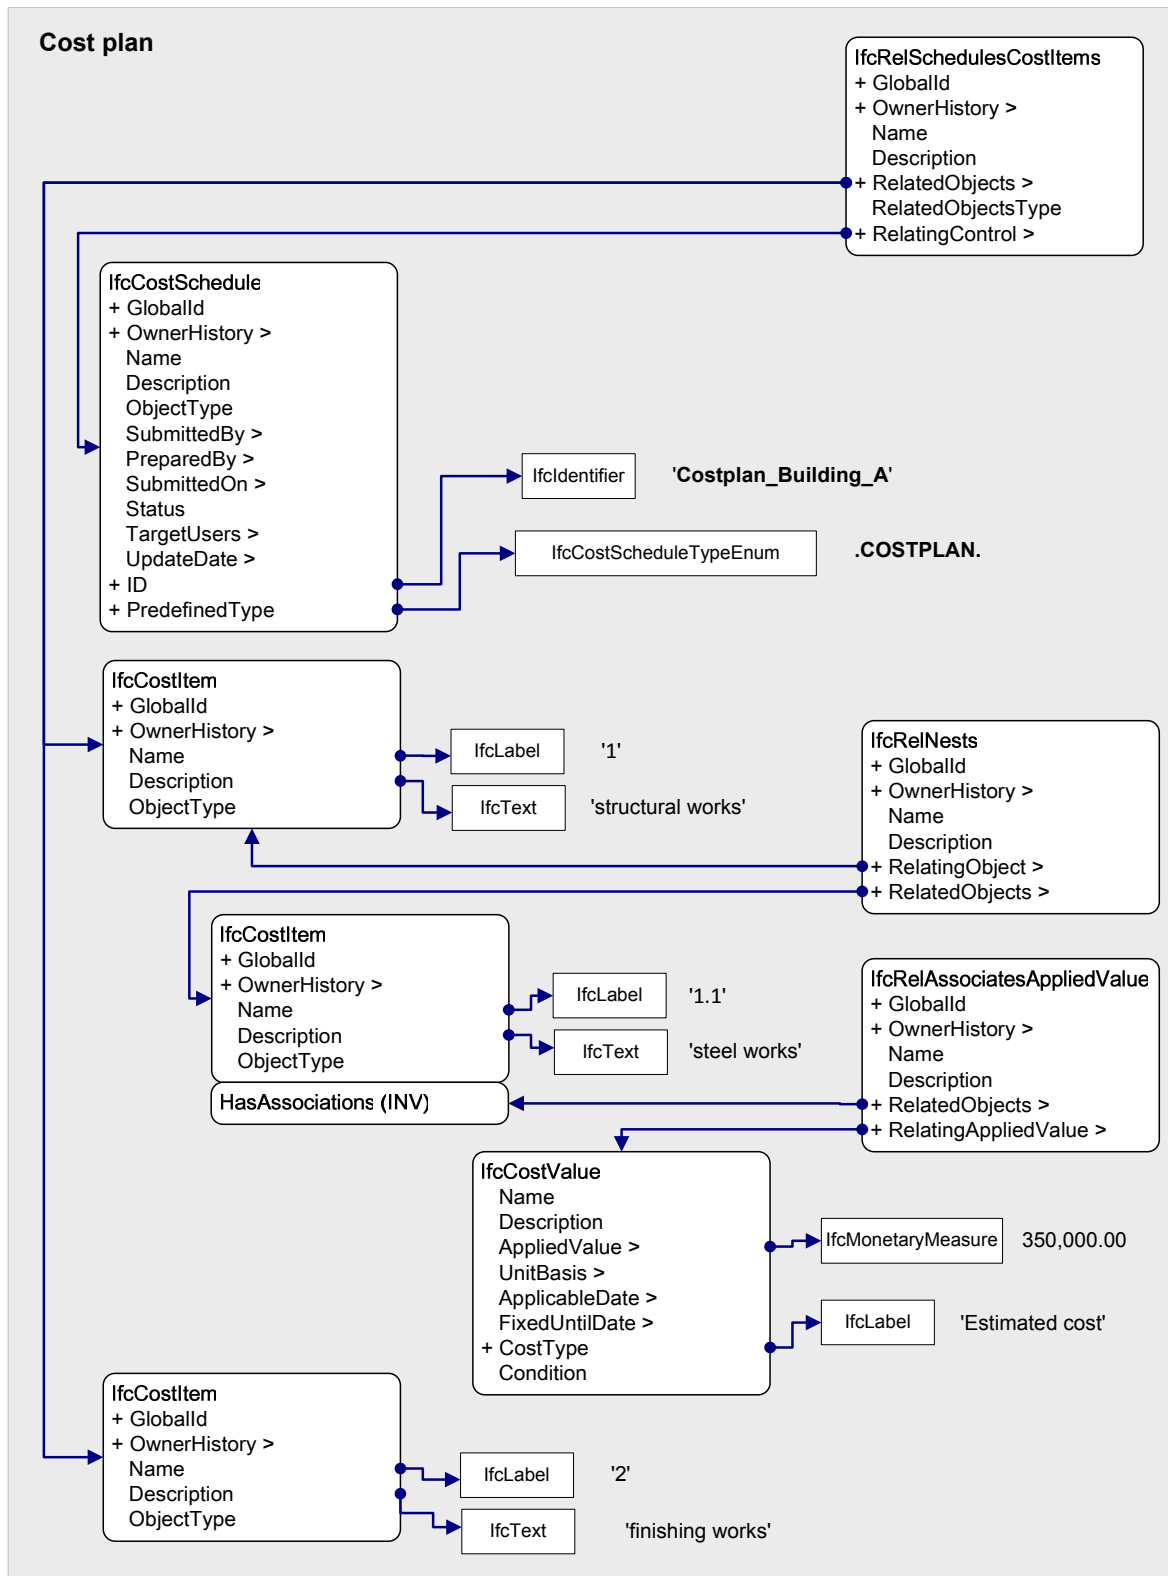 Cost plan
IfcRelSchedulesCostItems
+ GlobalId
+ OwnerHistory >
Name
Description
+ RelatedObjects >
RelatedObjectsType
+ RelatingControl >
IfcCostSchedule
+ GlobalId
+ OwnerHistory >
Name
Description
ObjectType
SubmittedBy >
PreparedBy >
SubmittedOn >
Status
TargetUsers >
UpdateDate >
+ ID
+ PredefinedType
IfcIdentifier 'Costplan_Building_A'
IfcCostScheduleTypeEnum .COSTPLAN.
IfcCostItem
+ GlobalId
+ OwnerHistory >
Name
Description
ObjectType
IfcLabel '1'
IfcText 'structural works'
IfcRelNests
+ GlobalId
+ OwnerHistory >
Name
Description
+ RelatingObject >
+ RelatedObjects >
IfcCostItem
+ GlobalId
+ OwnerHistory >
Name
Description
ObjectType
HasAssociations (INV)
IfcLabel '1.1'
IfcText 'steel works'
IfcRelAssociatesAppliedValue
+ GlobalId
+ OwnerHistory >
Name
Description
+ RelatedObjects >
+ RelatingAppliedValue >
IfcCostValue
Name
Description
AppliedValue >
UnitBasis >
ApplicableDate >
FixedUntilDate >
+ CostType
Condition
IfcMonetaryMeasure 350,000.00
IfcLabel 'Estimated cost'
IfcCostItem
+ GlobalId
+ OwnerHistory >
Name
Description
ObjectType
IfcLabel '2'
IfcText 'finishing works'